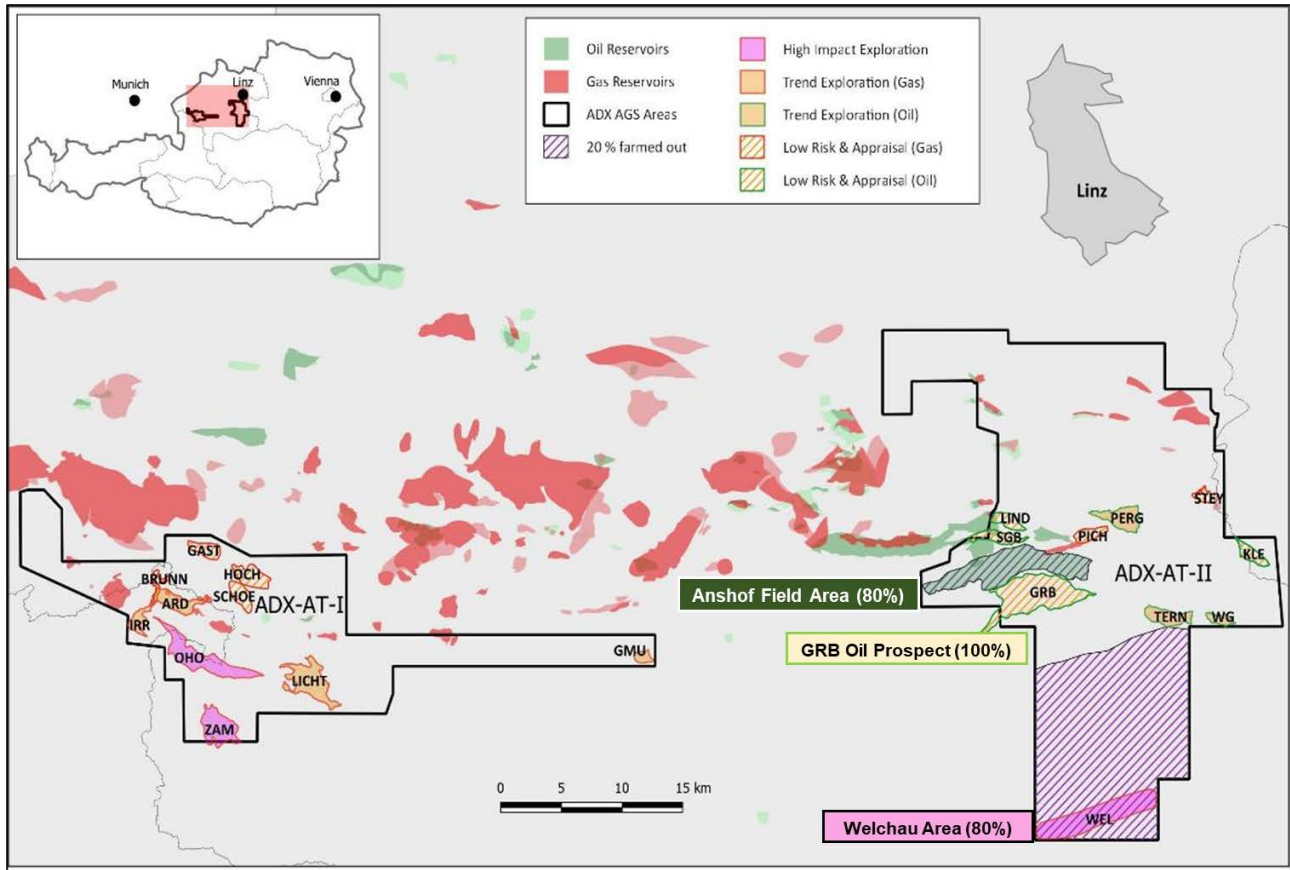 Munich
Linz
Vienna
Oil Reservoirs
Gas Reservoirs
ADX AGS Areas
20 % farmed out
High Impact Exploration
Trend Exploration (Gas)
Trend Exploration (Oil)
Low Risk & Appraisal (Gas)
Low Risk & Appraisal (Oil)
Linz
STEY
LIND
PERG
SGB
PICH
KLE
GAST
BRUNN
HOCH
SCHOE
ARD
ADX-AT-I
IRR
ADX-AT-II
Anshof Field Area (80%)
GRB
TERN
WG
GRB Oil Prospect (100%)
OHO
GMU
LICHT
ZAM
0 5 10 15 km
WEL
Welchau Area (80%)